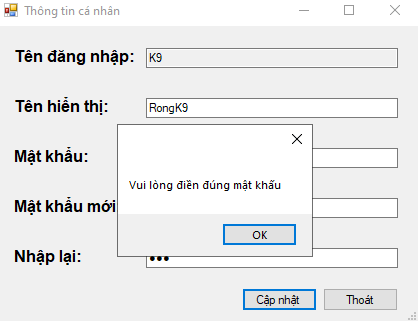 Thông tin cá nhân
Tên đăng nhập: K9
Tên hiển thị: RongK9
Mật khẩu:
Vui lòng điền đúng mật khẩu
Mật khẩu mới
OK
Nhập lại: •••
Cập nhật Thoát